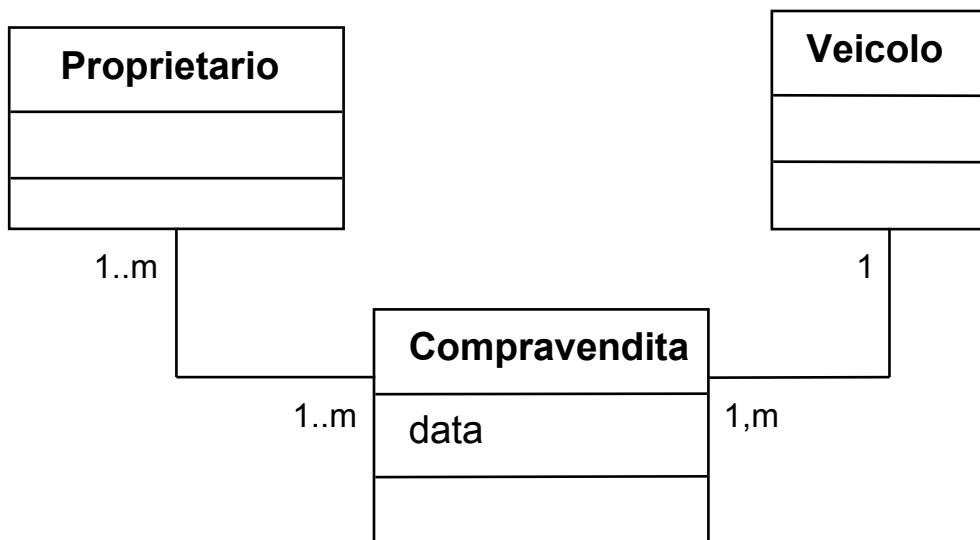 Proprietario
Veicolo
1..m
1
Compravendita
1..m
data
1,m